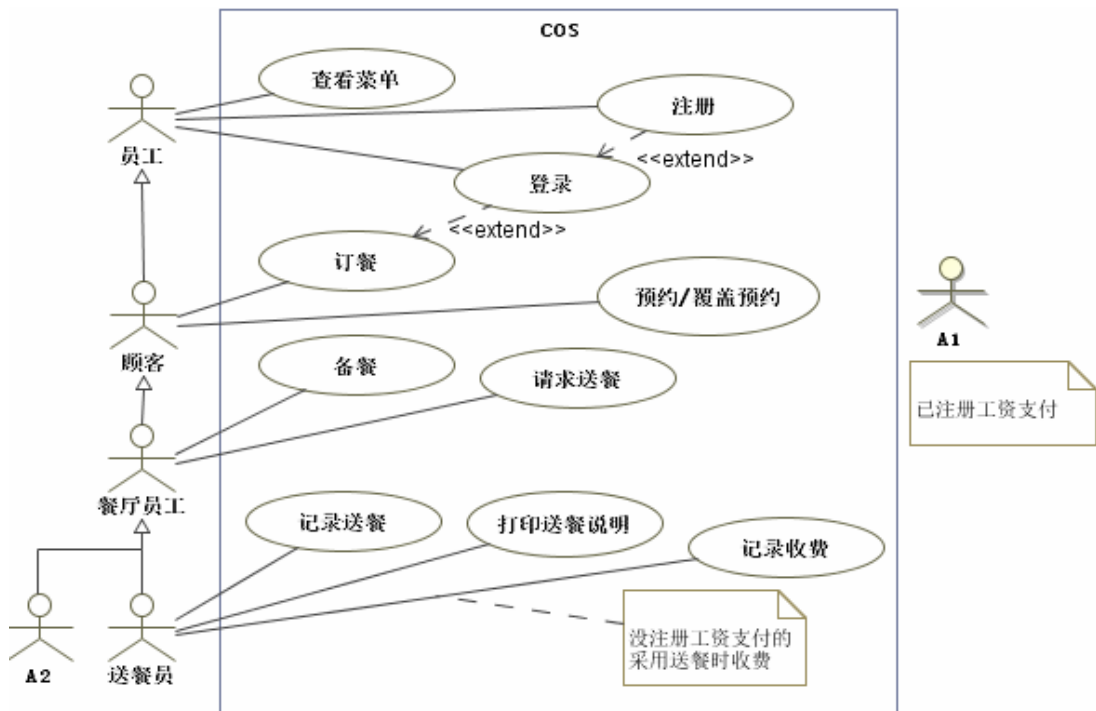 COS
查看菜单
注册
员工
<<extend>>
登录
<<extend>>
订餐
预约/覆盖预约
A1
顾客
备餐
请求送餐
已注册工资支付
餐厅员工
记录送餐
打印送餐说明
记录收费
没注册工资支付的
采用送餐时收费
A2
送餐员